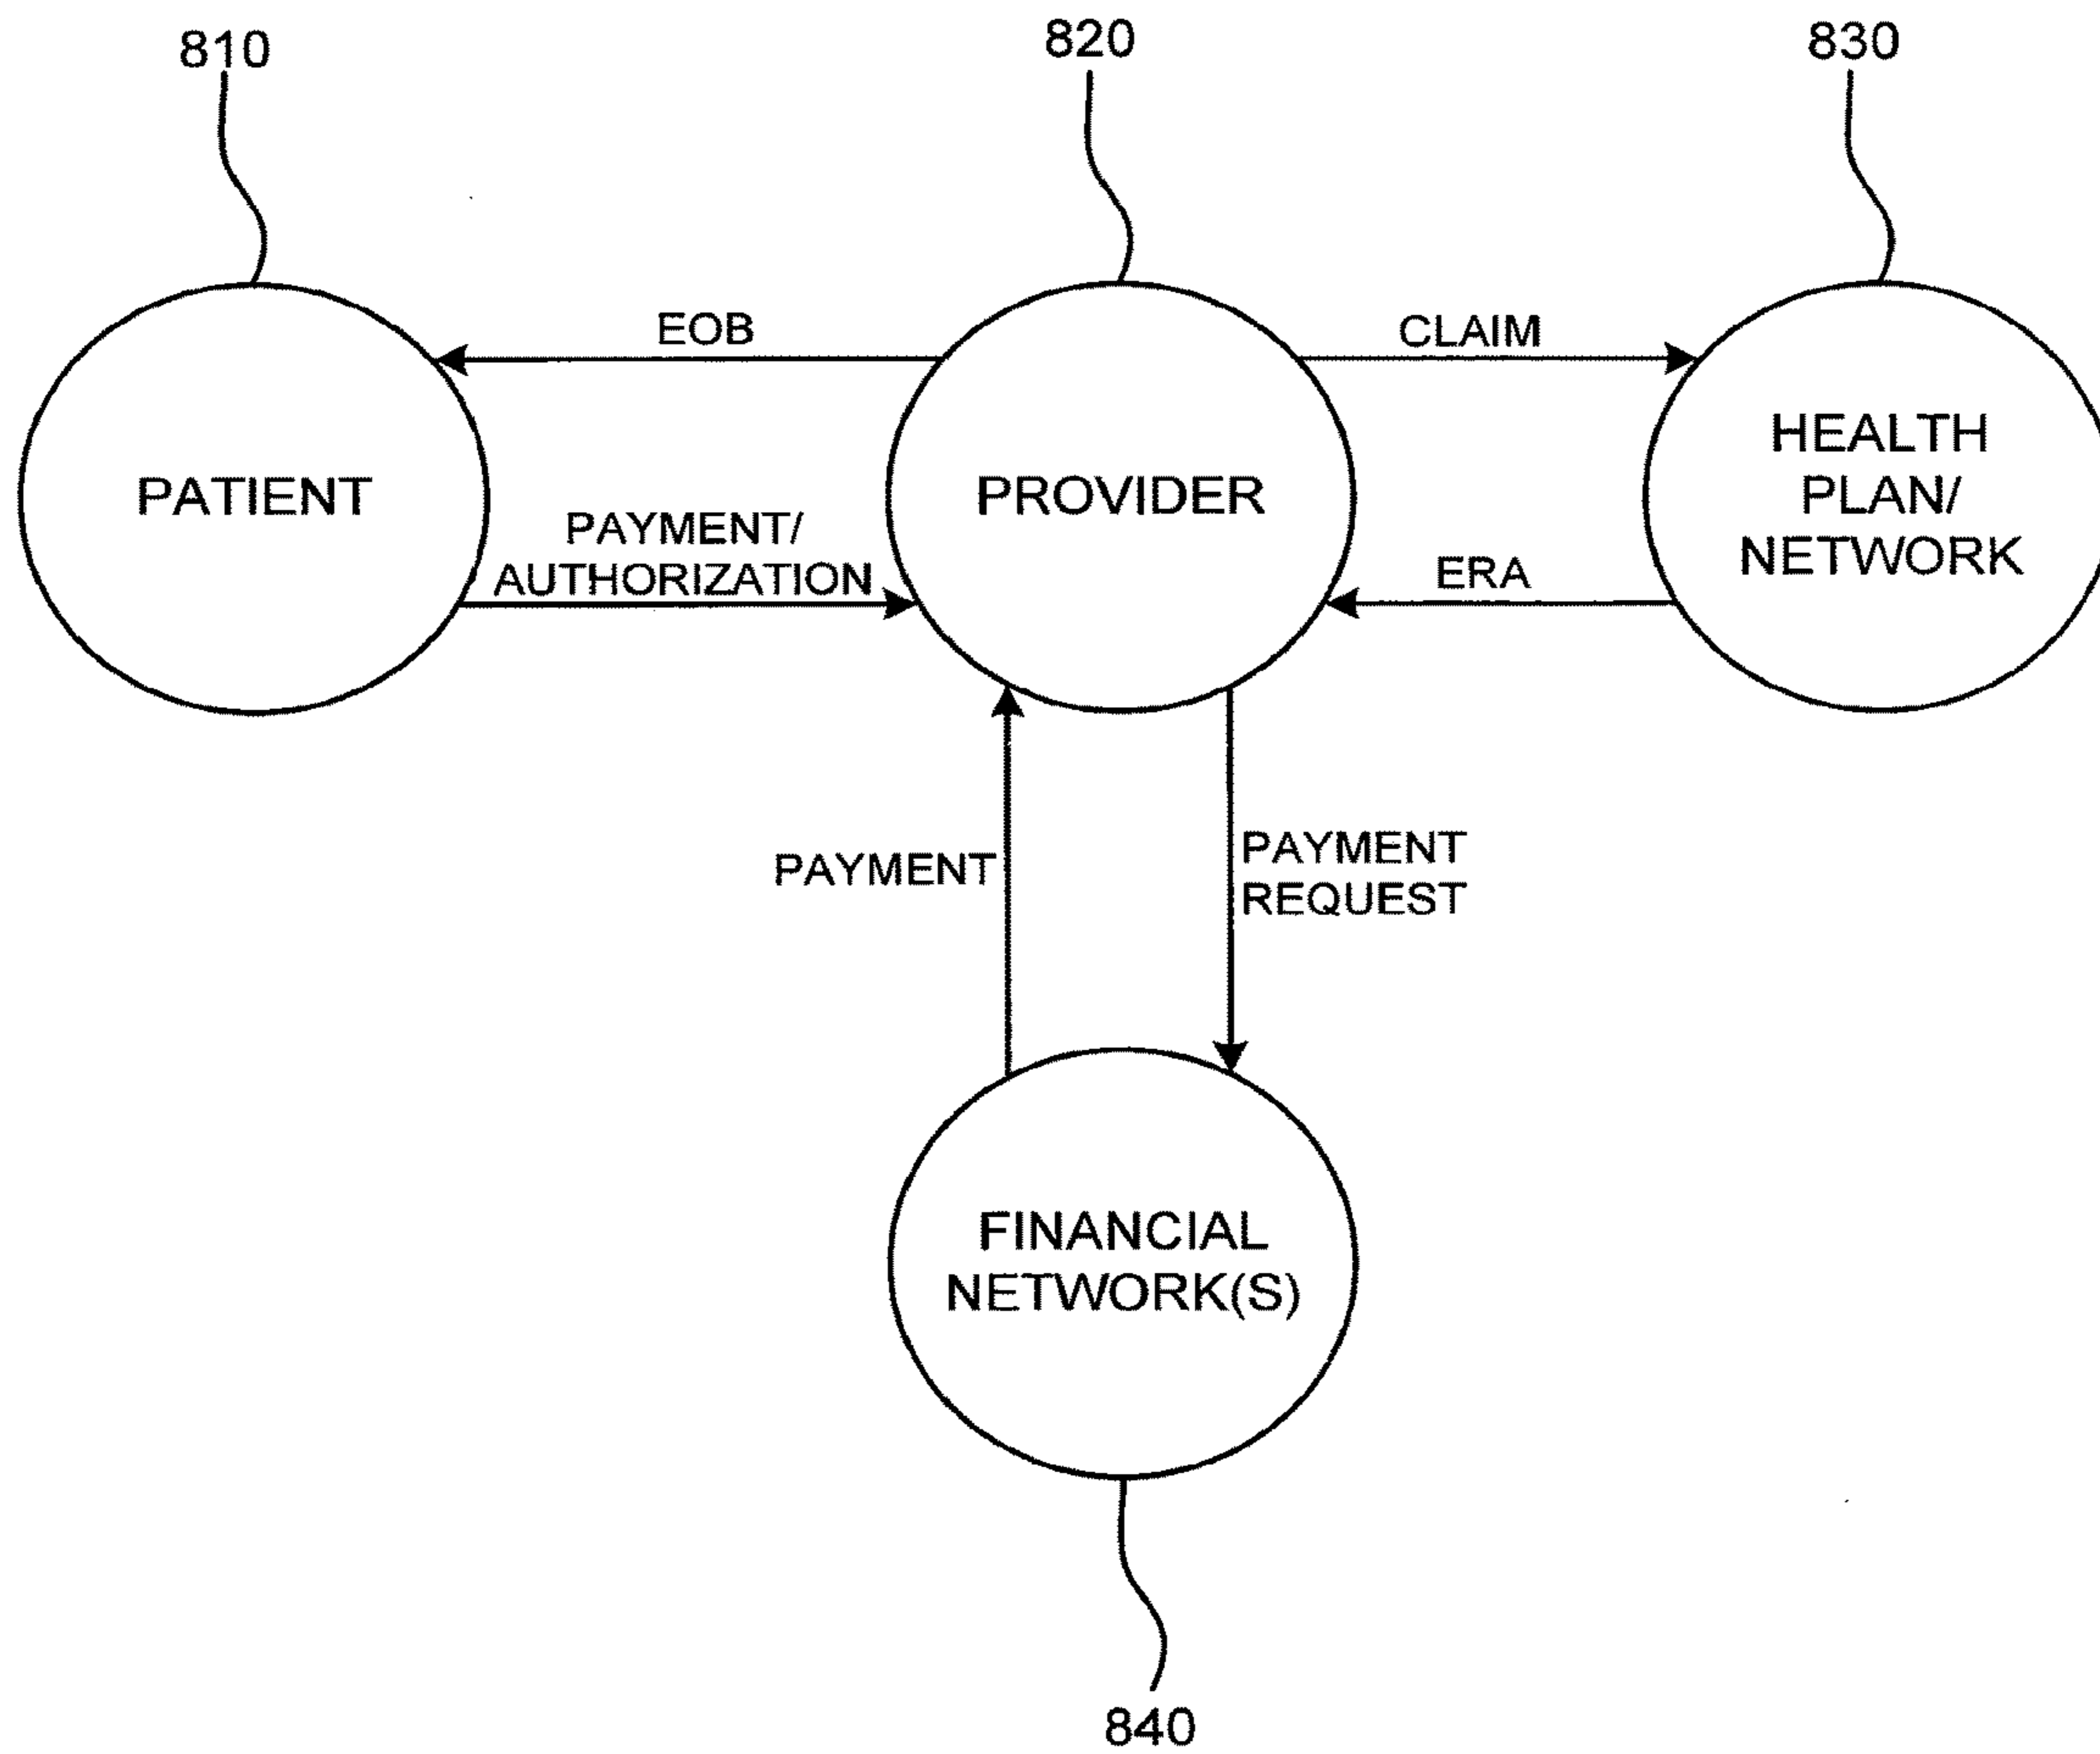 810
820
830
EOB
CLAIM
PATIENT
PAYMENT/
AUTHORIZATION
PROVIDER
HEALTH
PLAN/
NETWORK
ERA
PAYMENT
PAYMENT
REQUEST
FINANCIAL
NETWORK(S)
840